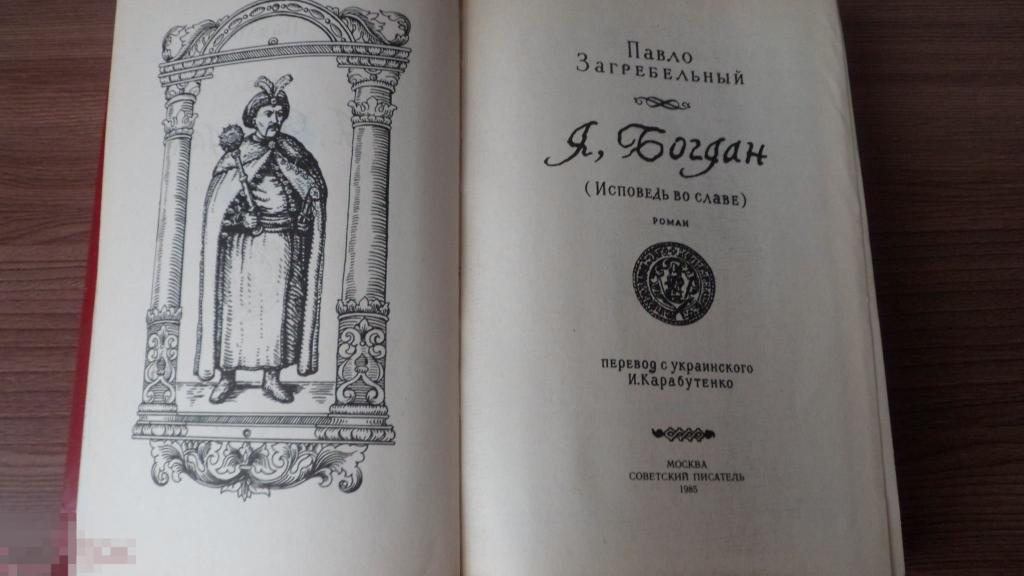 Павло
Загребельный
Я, Богдан
(Исповедь во славе)
РОМАН
ПЕРЕВОД С УКРАИНСКОГО
И. Карабутенко
МОСКВА
СОВЕТСКИЙ ПИСАТЕЛЬ
1985